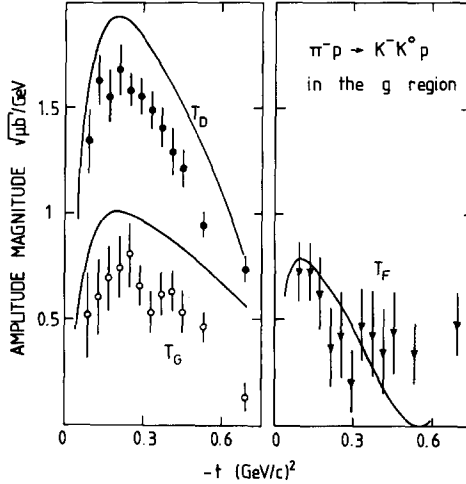 π⁻p → K⁻K°p
in the g region
AMPLITUDE MAGNITUDE √μb/GeV
1.5
1
0.5
0
T_D
T_G
T_F
0 0.3 0.6 0 0.3 0.6
-t (GeV/c)²